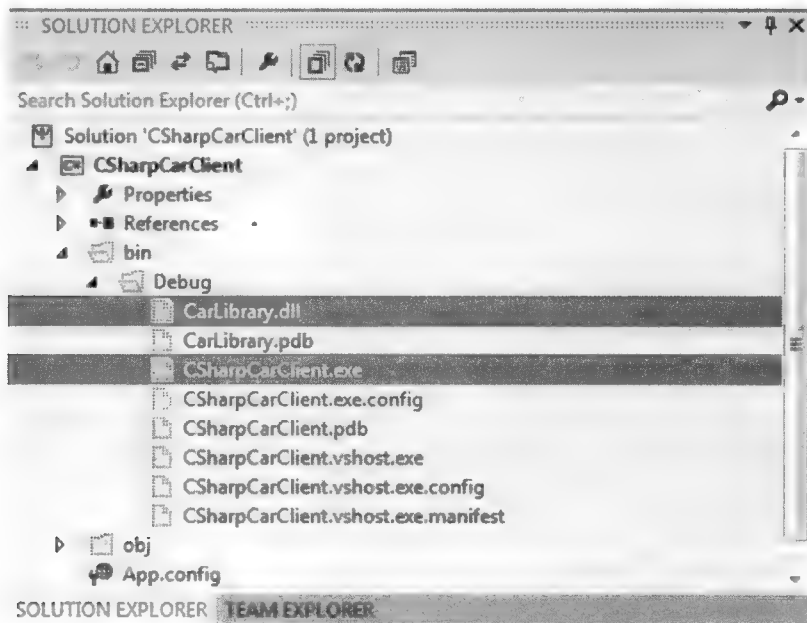 SOLUTION EXPLORER
Search Solution Explorer (Ctrl+;)
Solution 'CSharpCarClient' (1 project)
CSharpCarClient
Properties
References
bin
Debug
CarLibrary.dll
CarLibrary.pdb
CSharpCarClient.exe
CSharpCarClient.exe.config
CSharpCarClient.pdb
CSharpCarClient.vshost.exe
CSharpCarClient.vshost.exe.config
CSharpCarClient.vshost.exe.manifest
obj
App.config
SOLUTION EXPLORER TEAM EXPLORER